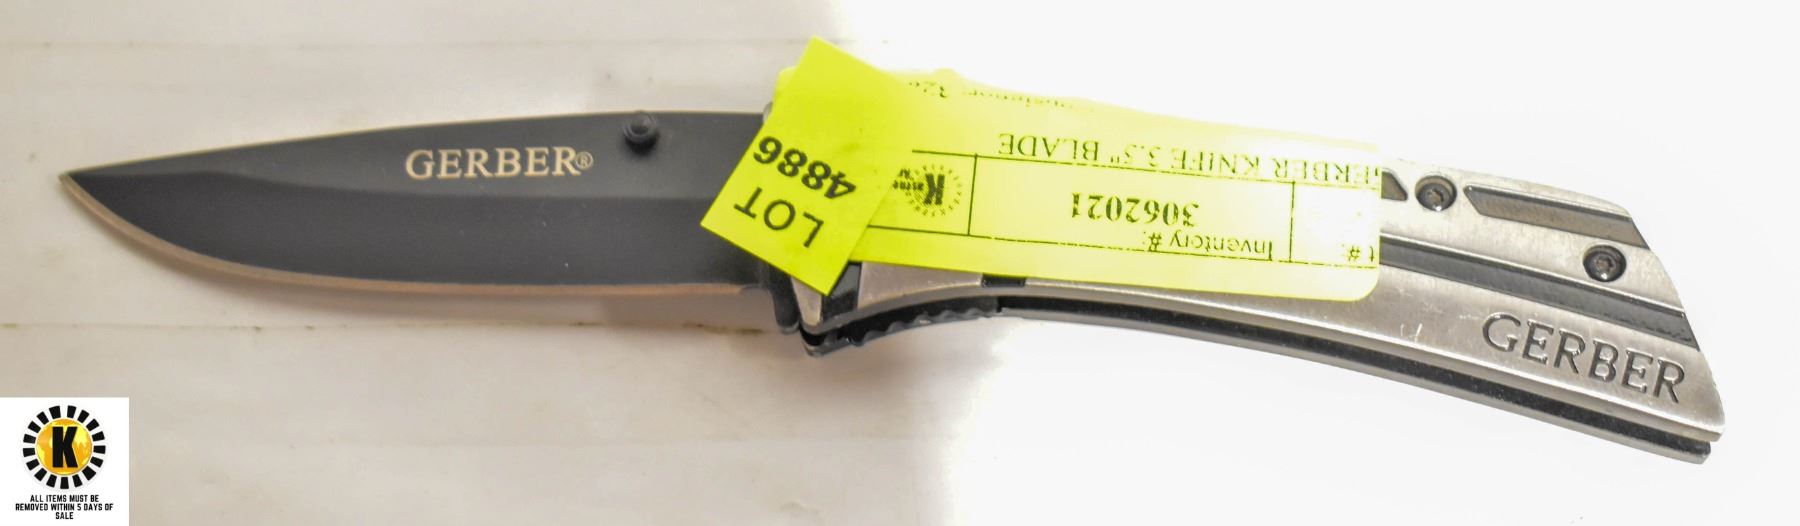 GERBER®
LOT
4886
326
GERBER KNIFE 3.5" BLADE
K
3062021
Inventory #:
t #:
GERBER
K
ALL ITEMS MUST BE
REMOVED WITHIN 5 DAYS OF
SALE